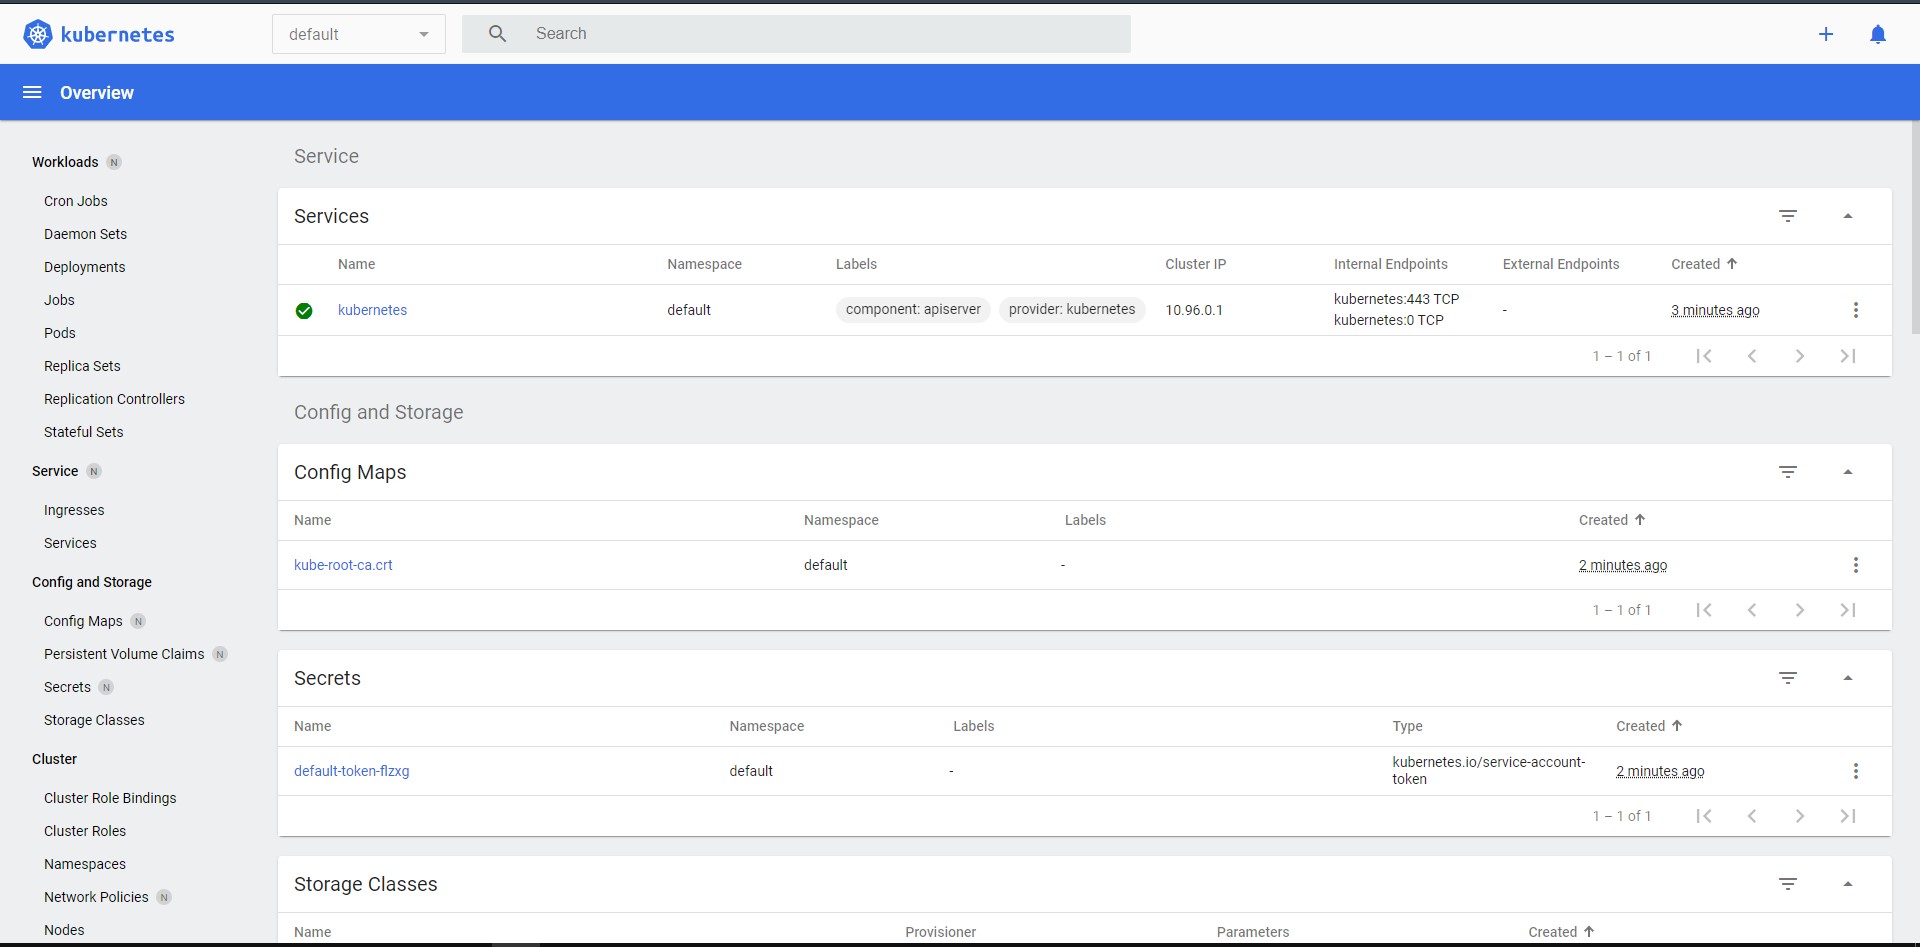 kubernetes
default
Search
Overview
Workloads N
Cron Jobs
Daemon Sets
Deployments
Jobs
Pods
Replica Sets
Replication Controllers
Stateful Sets
Service N
Ingresses
Services
Config and Storage
Config Maps N
Persistent Volume Claims N
Secrets N
Storage Classes
Cluster
Cluster Role Bindings
Cluster Roles
Namespaces
Network Policies N
Nodes
Service
Services
Name Namespace Labels Cluster IP Internal Endpoints External Endpoints Created
kubernetes default component: apiserver provider: kubernetes 10.96.0.1 kubernetes:443 TCP - 3 minutes ago
kubernetes:0 TCP
1 – 1 of 1
Config and Storage
Config Maps
Name Namespace Labels Created
kube-root-ca.crt default - 2 minutes ago
1 – 1 of 1
Secrets
Name Namespace Labels Type Created
default-token-flzxg default - kubernetes.io/service-account- 2 minutes ago
token
1 – 1 of 1
Storage Classes
Name Provisioner Parameters Created